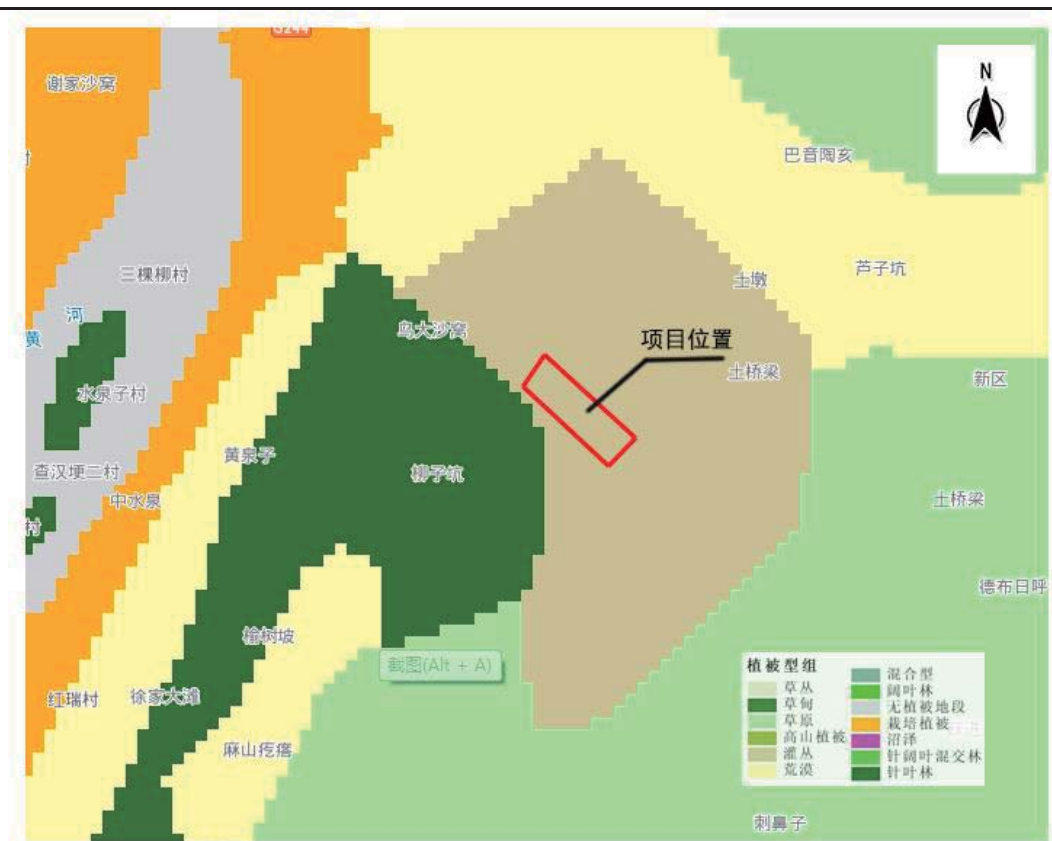 G244
谢家沙窝
N
巴音陶亥
村
三棵柳村
土墩
芦子坑
黄河
乌大沙窝
项目位置
土桥梁
新区
水泉子村
黄泉子
柳子坑
查汉埂二村
中水泉
土桥梁
村
德布日呼
榆树坡
截图(Alt + A)
红瑞村
徐家大滩
麻山疙瘩
植被型组
草丛
草甸
草原
高山植被
灌丛
荒漠
混合型
阔叶林
无植被地段
栽培植被
沼泽
针阔叶混交林
针叶林
刺鼻子